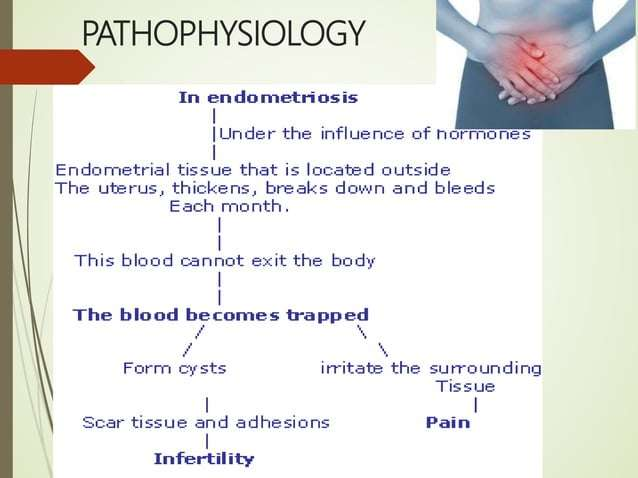 PATHOPHYSIOLOGY
In endometriosis
Under the influence of hormones
Endometrial tissue that is located outside
The uterus, thickens, breaks down and bleeds
Each month.
This blood cannot exit the body
The blood becomes trapped
Form cysts
irritate the surrounding
Tissue
Scar tissue and adhesions
Pain
Infertility